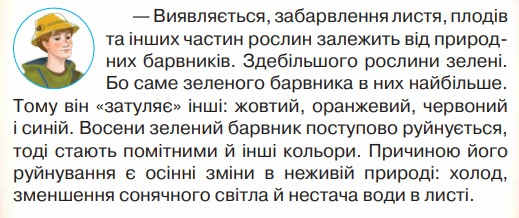 — Виявляється, забарвлення листя, плодів
та інших частин рослин залежить від природ-
них барвників. Здебільшого рослини зелені.
Бо саме зеленого барвника в них найбільше.
Тому він «затуляє» інші: жовтий, оранжевий, червоний
і синій. Восени зелений барвник поступово руйнується,
тоді стають помітними й інші кольори. Причиною його
руйнування є осінні зміни в неживій природі: холод,
зменшення сонячного світла й нестача води в листі.